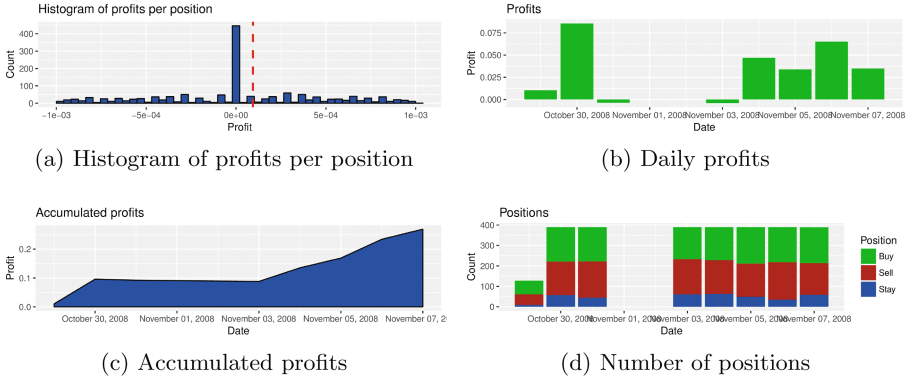 Histogram of profits per position
Count
400
300
200
100
0
−1e−03
−5e−04
0e+00
5e−04
1e−03
Profit
(a) Histogram of profits per position
Profits
0.075
0.050
0.025
0.000
October 30, 2008
November 01, 2008
November 03, 2008
November 05, 2008
November 07, 2008
Date
(b) Daily profits
Accumulated profits
Profit
0.2
0.1
0.0
October 30, 2008
November 01, 2008
November 03, 2008
November 05, 2008
November 07, 2
Date
(c) Accumulated profits
Positions
Count
400
300
200
100
0
October 30, 2008
November 01, 2008
November 03, 2008
November 05, 2008
November 07, 2008
Date
Position
Buy
Sell
Stay
(d) Number of positions